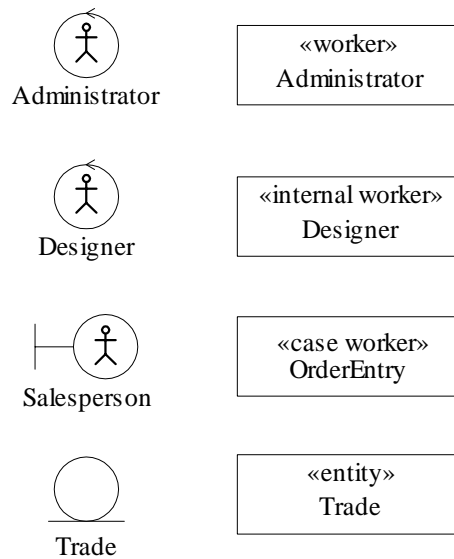 Administrator
«worker»
Administrator
Designer
«internal worker»
Designer
Salesperson
«case worker»
OrderEntry
Trade
«entity»
Trade